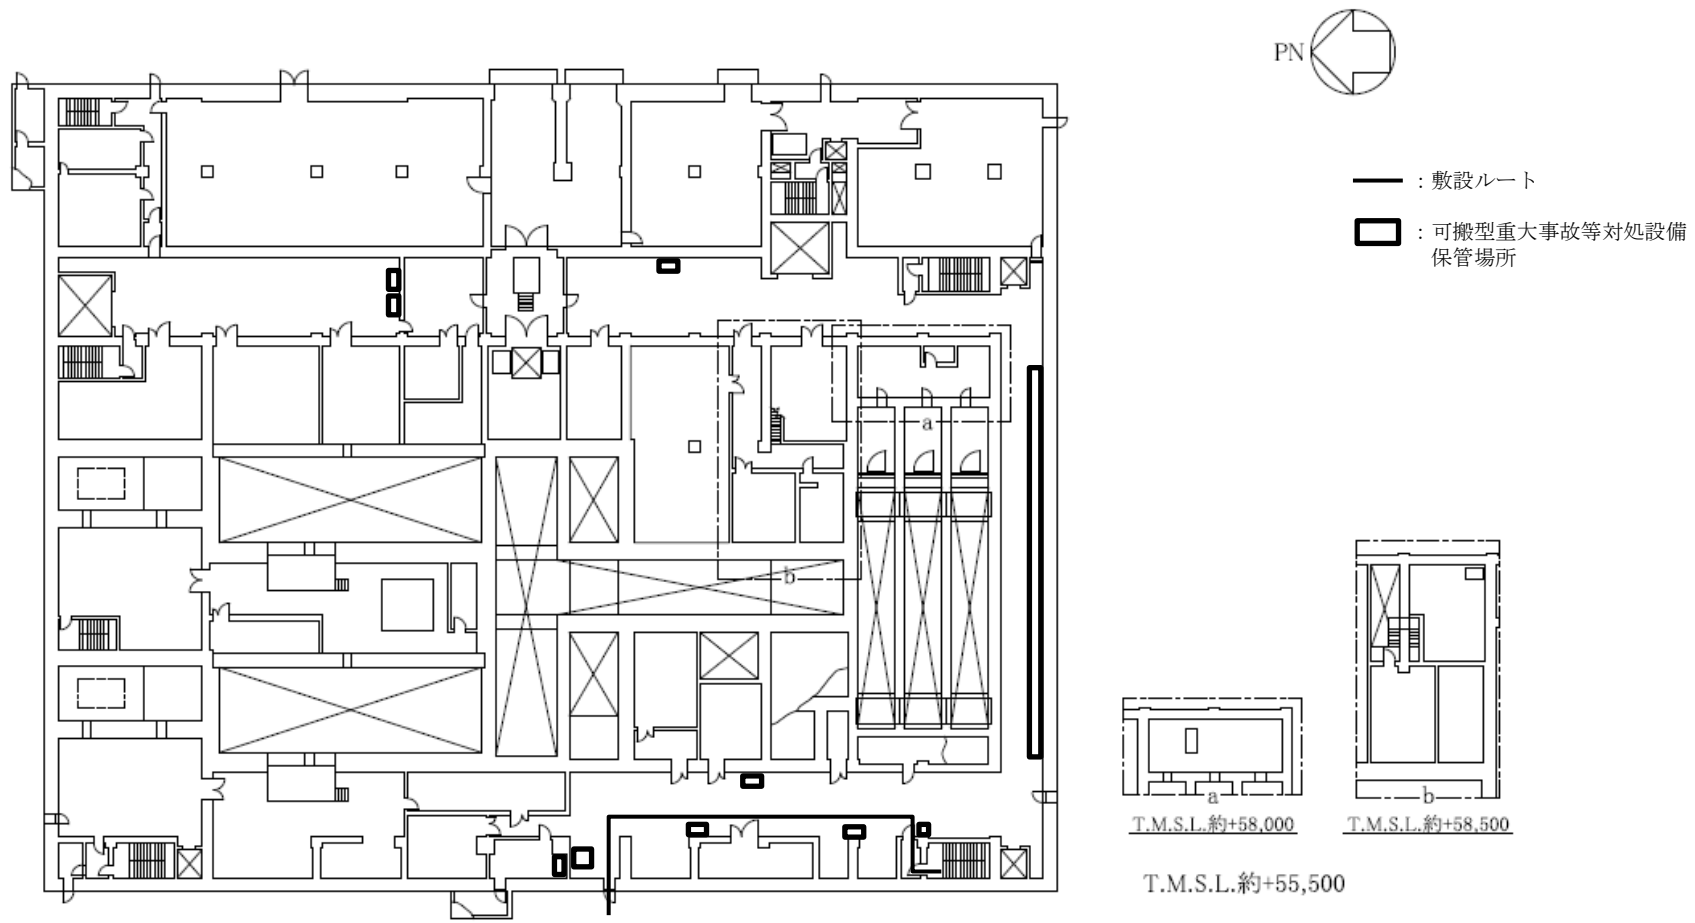 PN
：敷設ルート
：可搬型重大事故等対処設備
保管場所
a
b
a
T.M.S.L.約+58,000
b
T.M.S.L.約+58,500
T.M.S.L.約+55,500